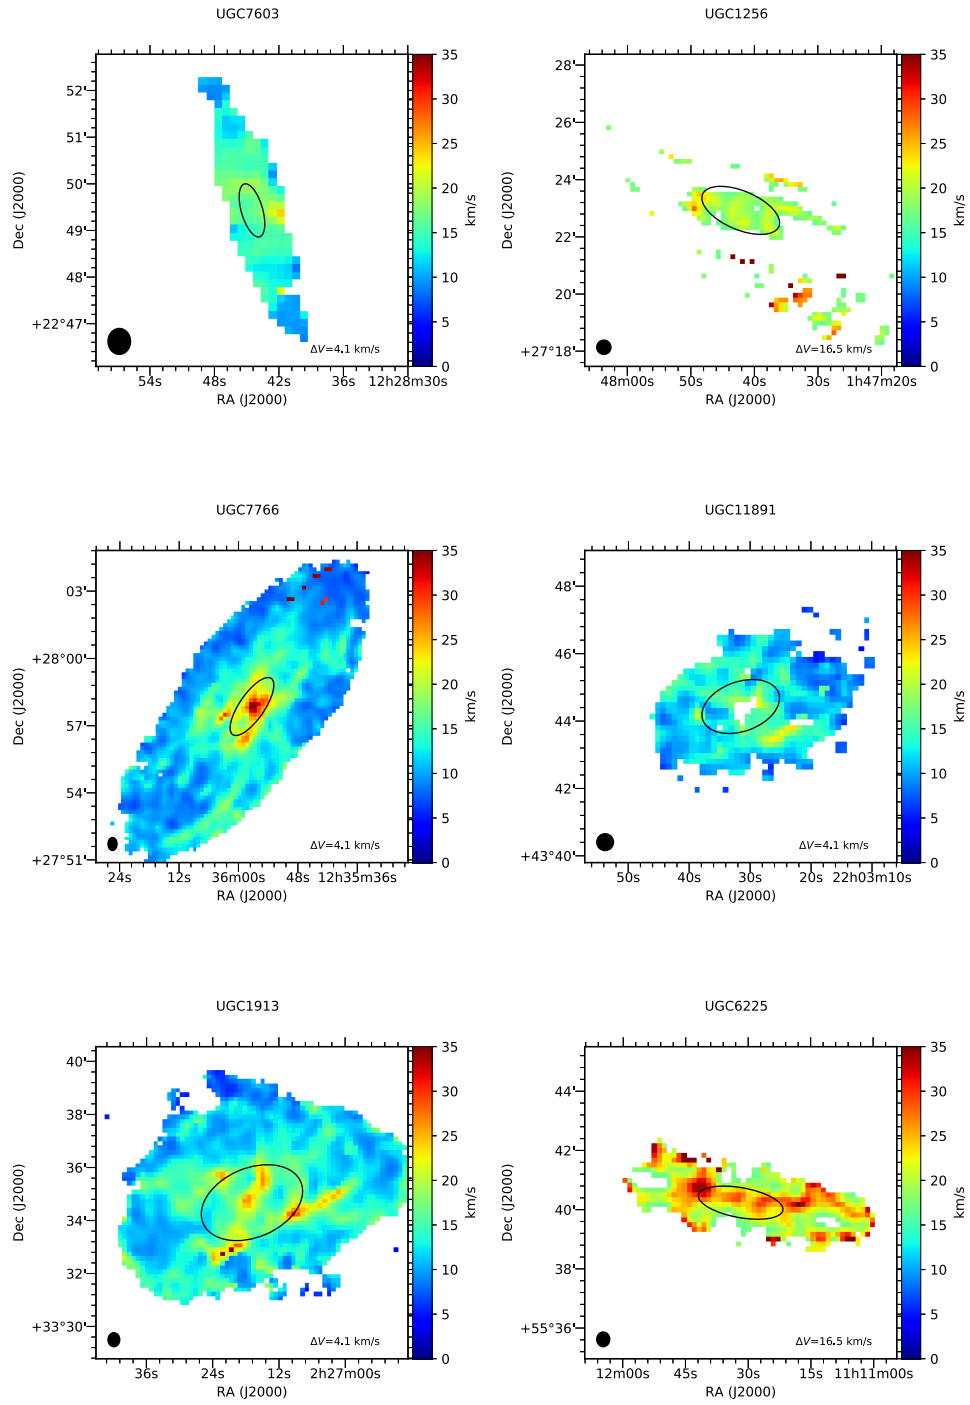 UGC7603
52'
51'
50'
49'
48'
+22°47'
Dec (J2000)
54s 48s 42s 36s 12h28m30s
RA (J2000)
ΔV=4.1 km/s
35
30
25
20
15
10
5
0
km/s
UGC1256
28'
26'
24'
22'
20'
+27°18'
Dec (J2000)
48m00s 50s 40s 30s 1h47m20s
RA (J2000)
ΔV=16.5 km/s
35
30
25
20
15
10
5
0
km/s
UGC7766
03'
+28°00'
57'
54'
+27°51'
Dec (J2000)
24s 12s 36m00s 48s 12h35m36s
RA (J2000)
ΔV=4.1 km/s
35
30
25
20
15
10
5
0
km/s
UGC11891
48'
46'
44'
42'
+43°40'
Dec (J2000)
50s 40s 30s 20s 22h03m10s
RA (J2000)
ΔV=4.1 km/s
35
30
25
20
15
10
5
0
km/s
UGC1913
40'
38'
36'
34'
32'
+33°30'
Dec (J2000)
36s 24s 12s 2h27m00s
RA (J2000)
ΔV=4.1 km/s
35
30
25
20
15
10
5
0
km/s
UGC6225
44'
42'
40'
38'
+55°36'
Dec (J2000)
12m00s 45s 30s 15s 11h11m00s
RA (J2000)
ΔV=16.5 km/s
35
30
25
20
15
10
5
0
km/s